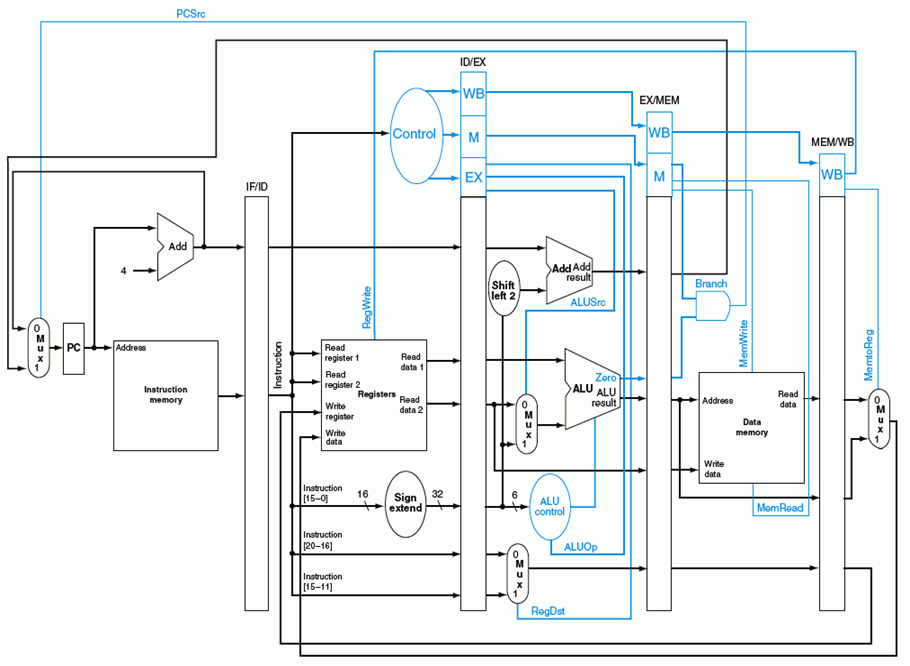 PCSrc
ID/EX
WB
EX/MEM
Control
M
WB
MEM/WB
EX
M
WB
IF/ID
Add
4
Shift
left 2
Add Add
result
ALUSrc
Branch
RegWrite
MemWrite
MemtoReg
0
M
u
x
1
PC
Address
Instruction
memory
Instruction
Read
register 1
Read
register 2
Write
register
Write
data
Registers
Read
data 1
Read
data 2
0
M
u
x
1
Zero
ALU
ALU
result
Address
Read
data
Data
memory
Write
data
0
M
u
x
1
MemRead
Instruction
[15–0]
16
Sign
extend
32
6
ALU
control
ALUOp
Instruction
[20–16]
Instruction
[15–11]
0
M
u
x
1
RegDst